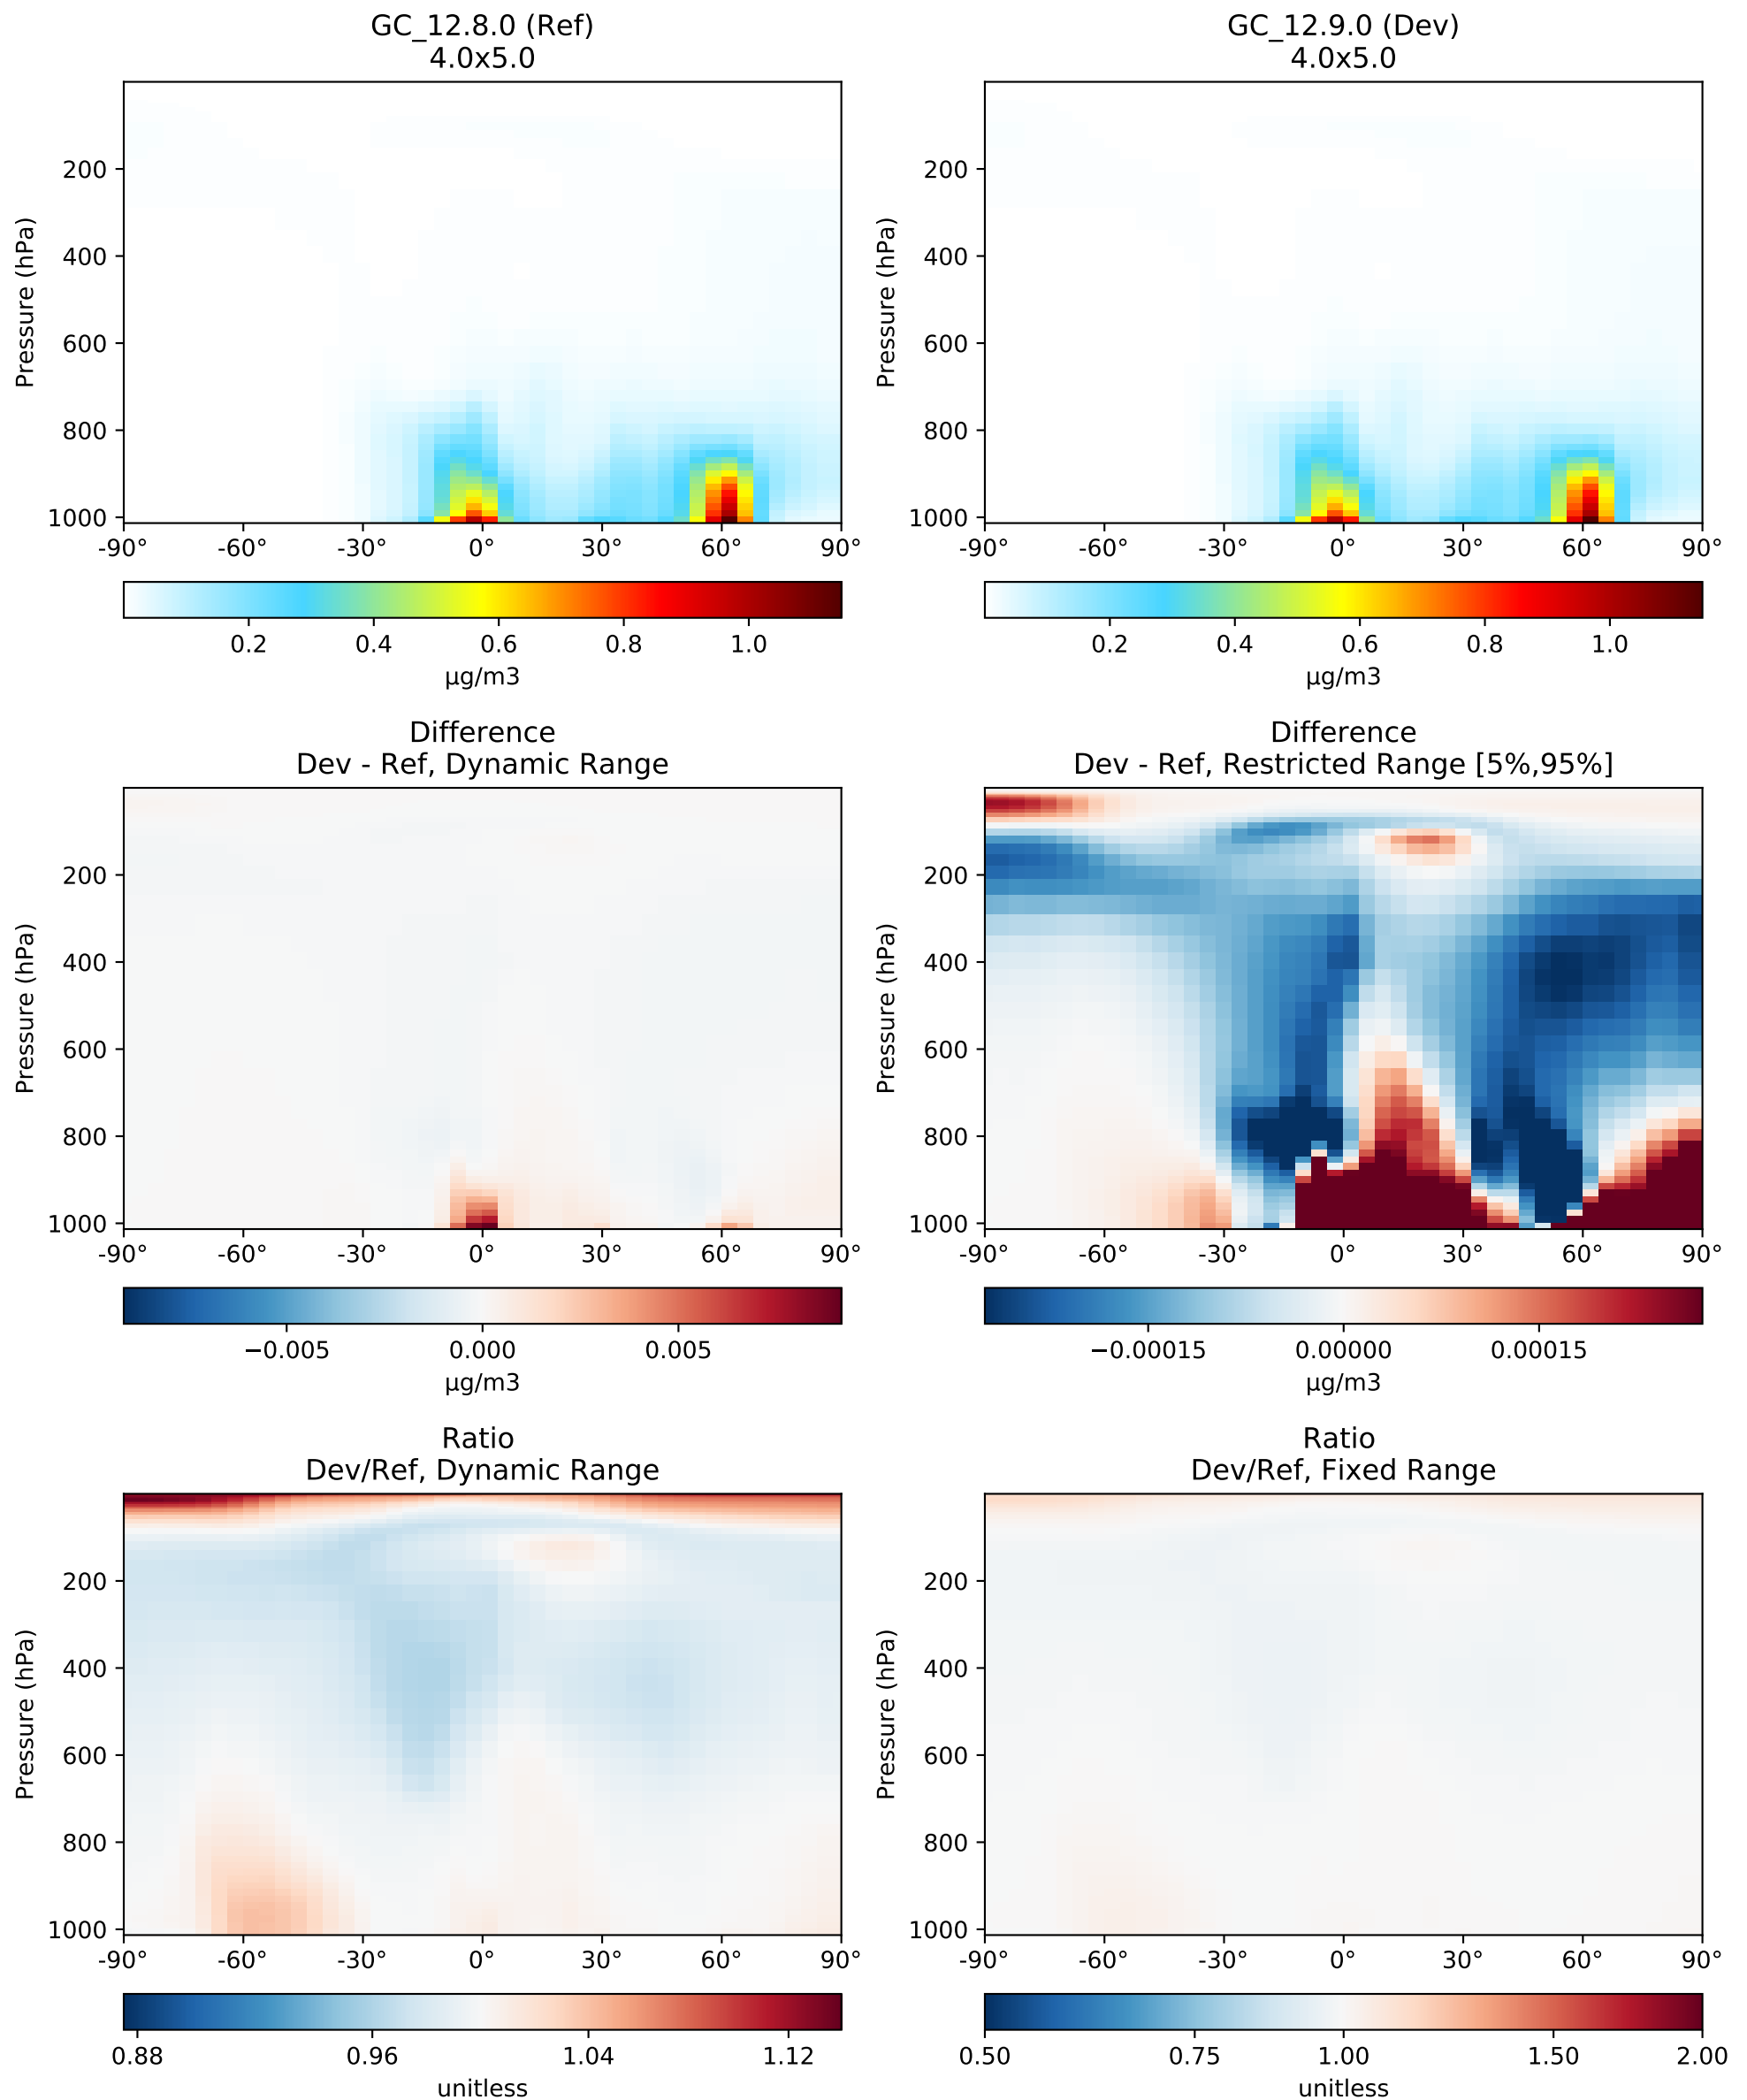 GC_12.8.0 (Ref)
4.0x5.0
Pressure (hPa)
200
400
600
800
1000
-90° -60° -30° 0° 30° 60° 90°
0.2 0.4 0.6 0.8 1.0
µg/m3
GC_12.9.0 (Dev)
4.0x5.0
Pressure (hPa)
200
400
600
800
1000
-90° -60° -30° 0° 30° 60° 90°
0.2 0.4 0.6 0.8 1.0
µg/m3
Difference
Dev - Ref, Dynamic Range
Pressure (hPa)
200
400
600
800
1000
-90° -60° -30° 0° 30° 60° 90°
−0.005 0.000 0.005
µg/m3
Difference
Dev - Ref, Restricted Range [5%,95%]
Pressure (hPa)
200
400
600
800
1000
-90° -60° -30° 0° 30° 60° 90°
−0.00015 0.00000 0.00015
µg/m3
Ratio
Dev/Ref, Dynamic Range
Pressure (hPa)
200
400
600
800
1000
-90° -60° -30° 0° 30° 60° 90°
0.88 0.96 1.04 1.12
unitless
Ratio
Dev/Ref, Fixed Range
Pressure (hPa)
200
400
600
800
1000
-90° -60° -30° 0° 30° 60° 90°
0.50 0.75 1.00 1.50 2.00
unitless